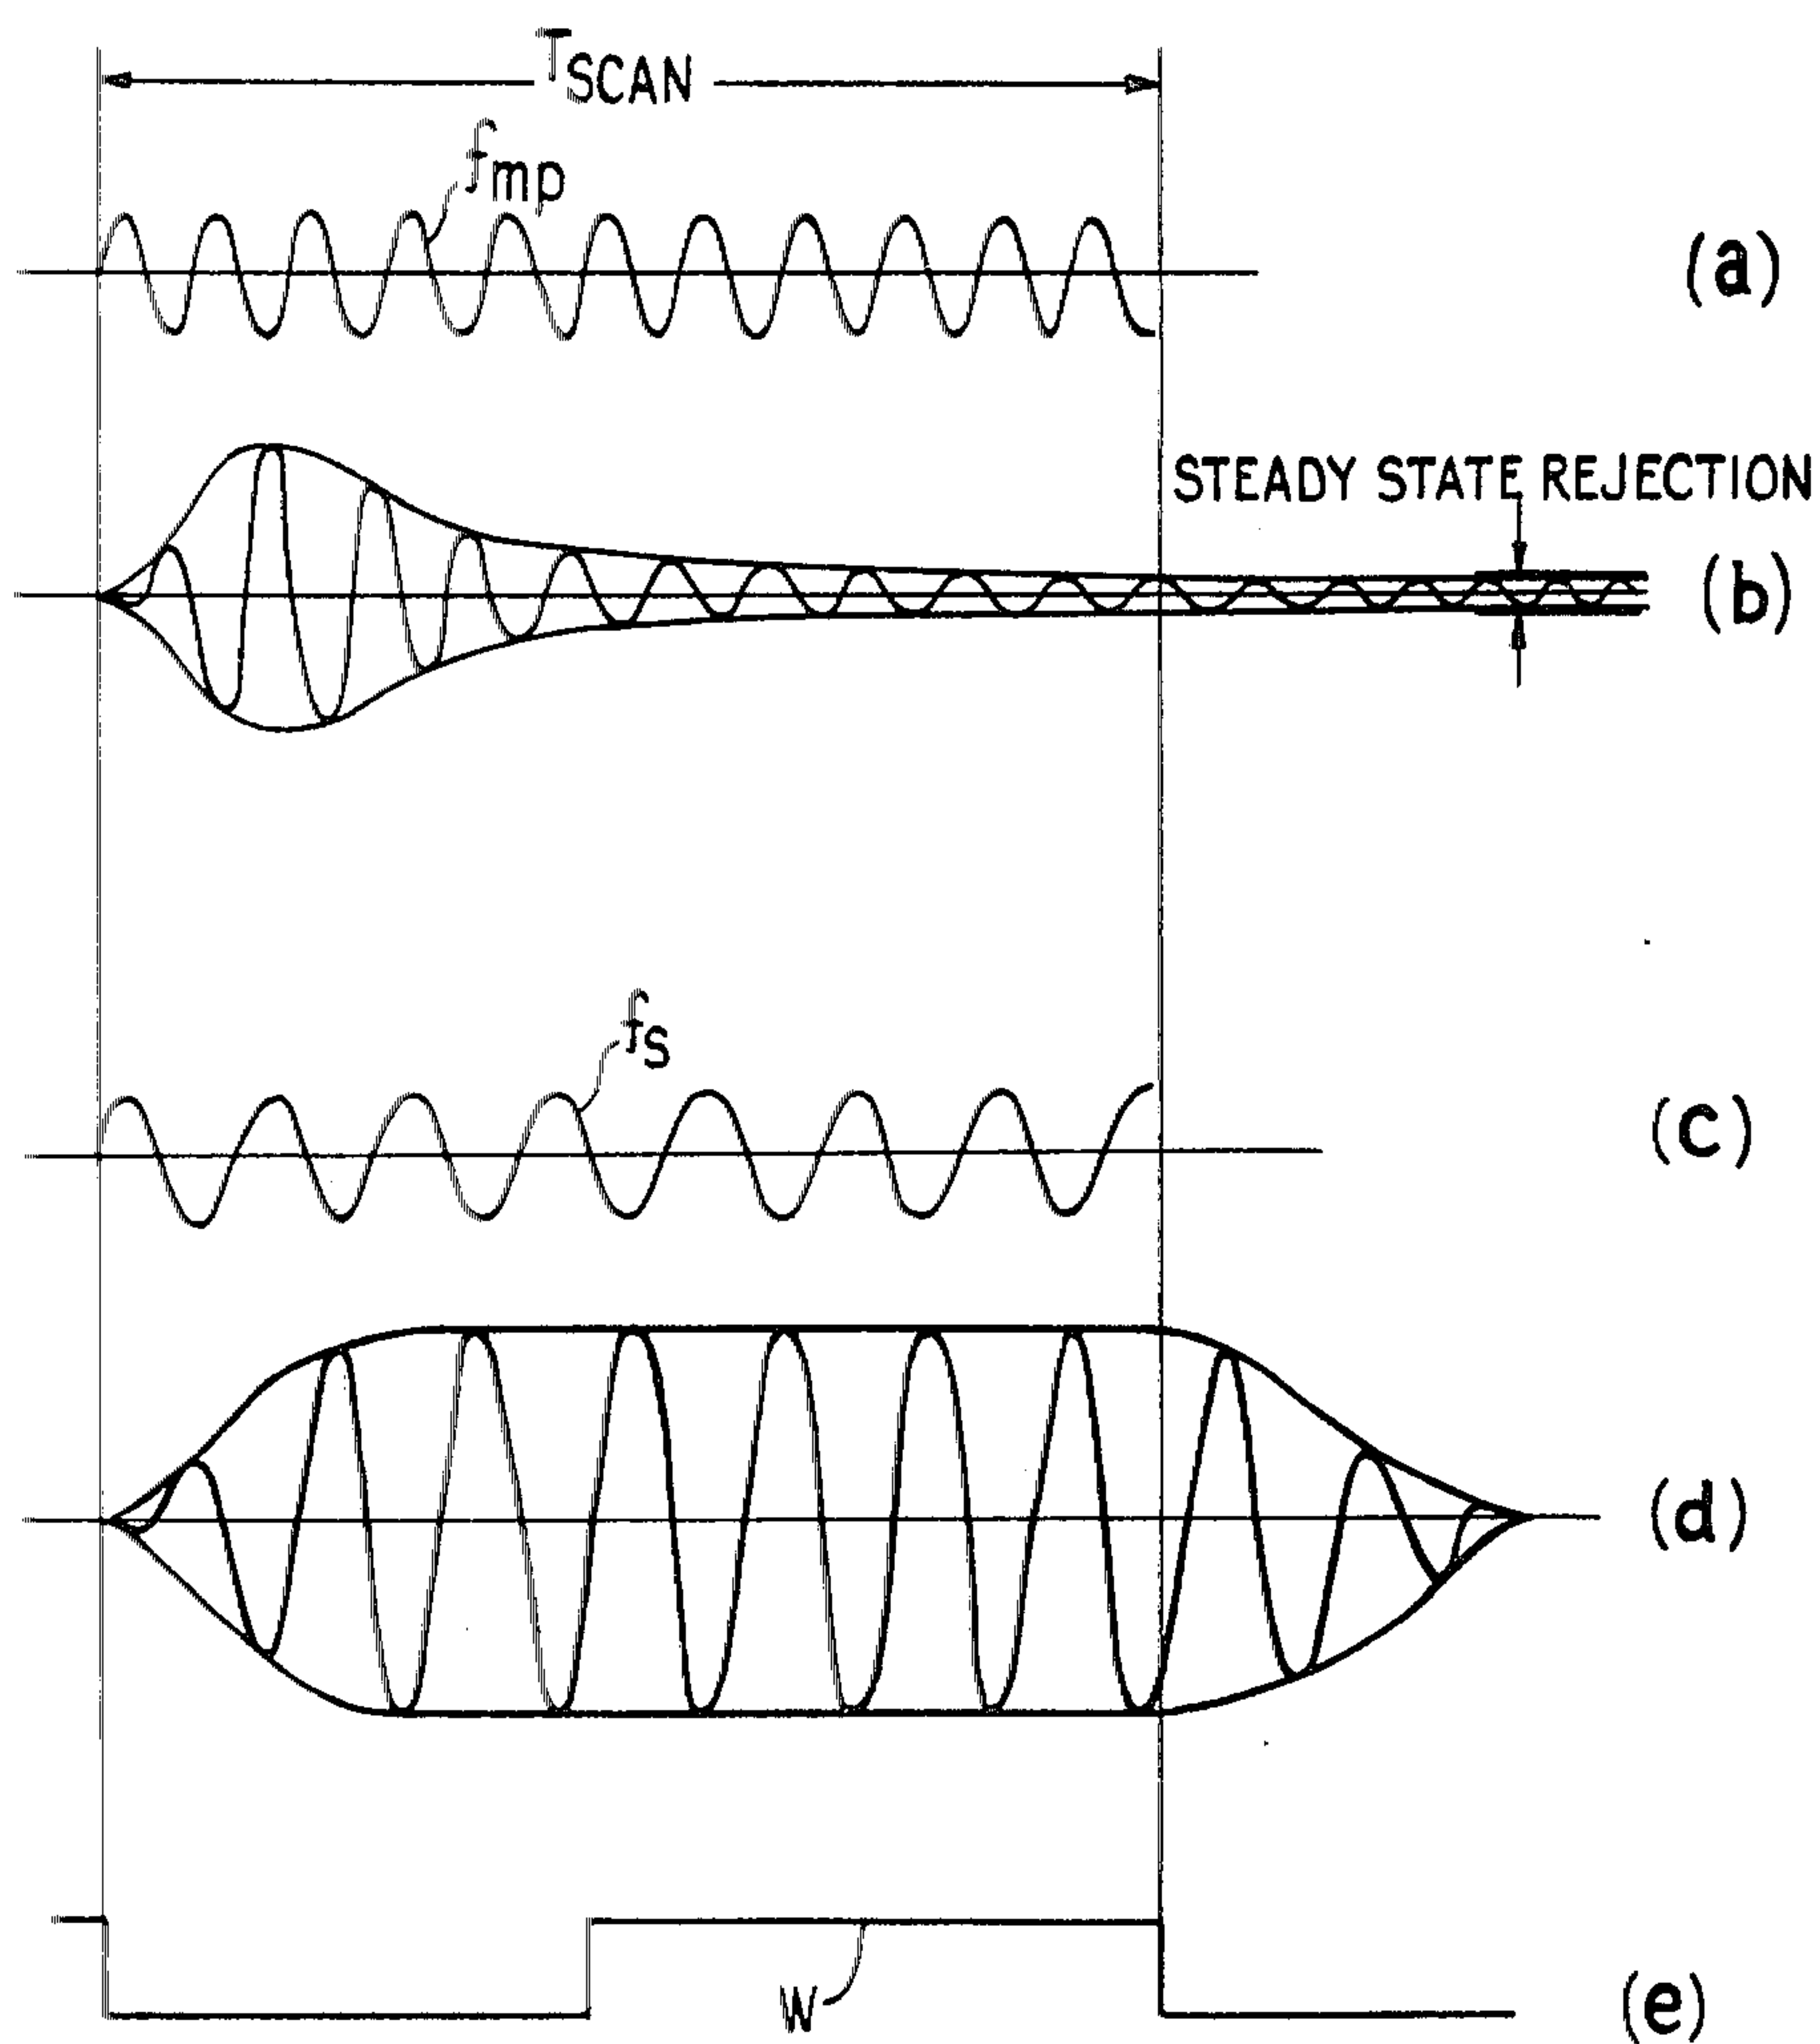 TSCAN
fmp
(a)
STEADY STATE REJECTION
(b)
fs
(c)
(d)
W
(e)